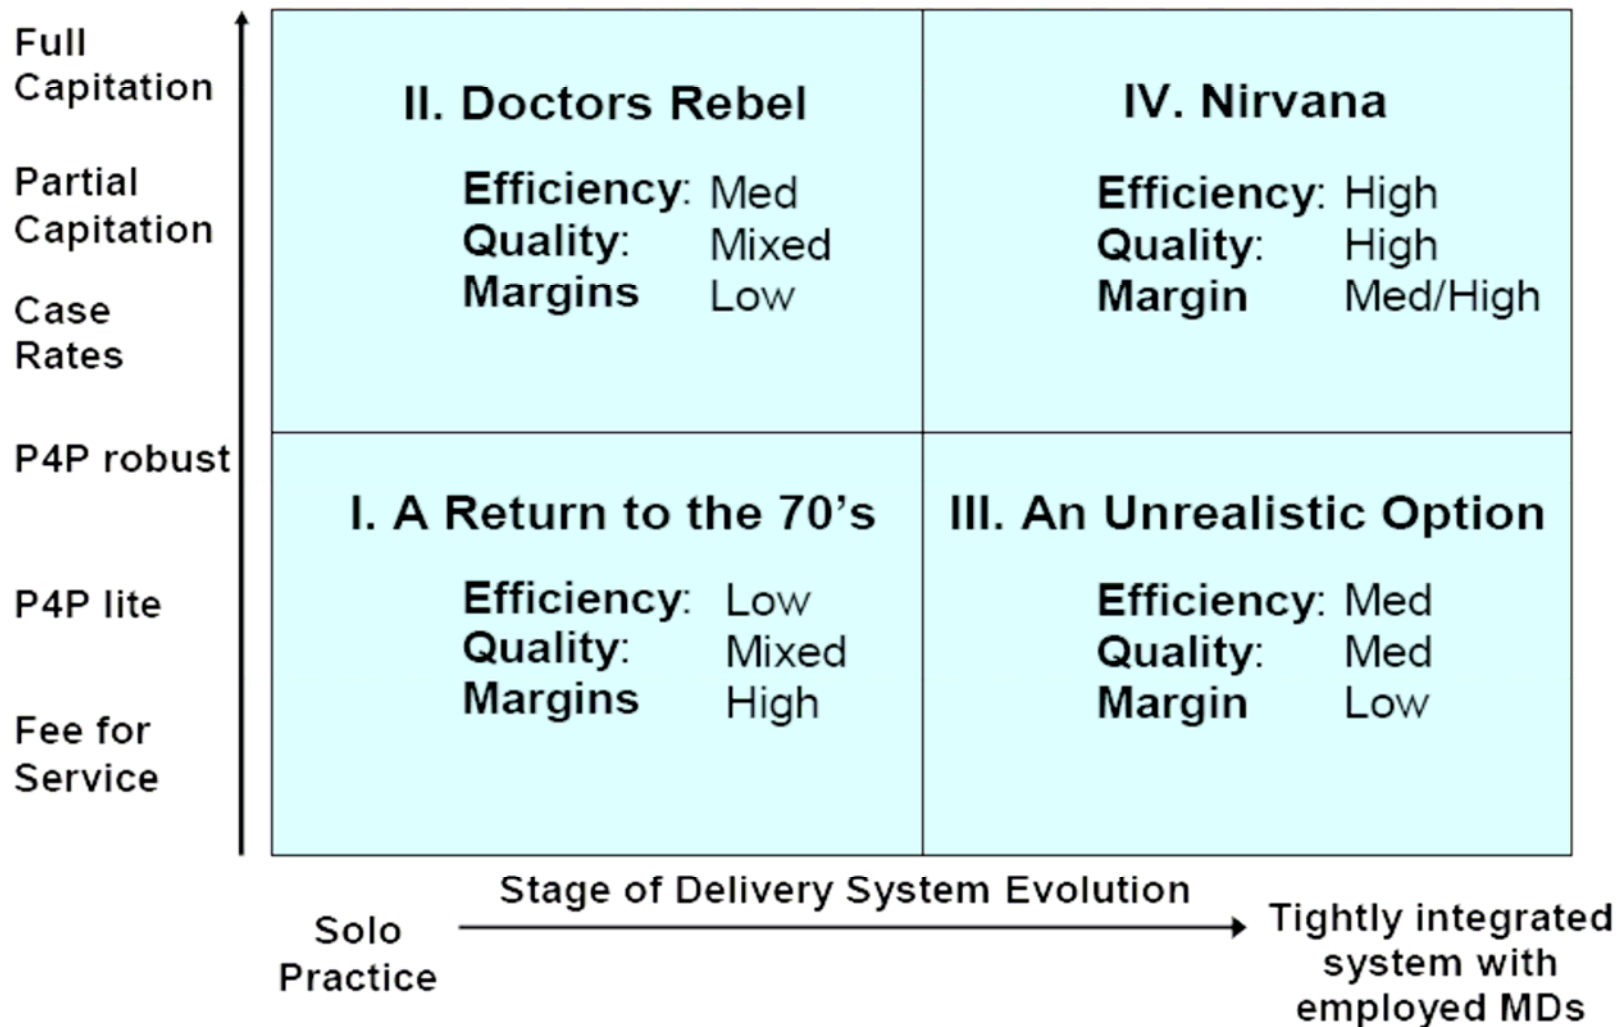 Full
Capitation
Partial
Capitation
Case
Rates
P4P robust
P4P lite
Fee for
Service
II. Doctors Rebel
Efficiency: Med
Quality: Mixed
Margins Low
IV. Nirvana
Efficiency: High
Quality: High
Margin Med/High
I. A Return to the 70's
Efficiency: Low
Quality: Mixed
Margins High
III. An Unrealistic Option
Efficiency: Med
Quality: Med
Margin Low
Stage of Delivery System Evolution
Solo
Practice
Tightly integrated
system with
employed MDs